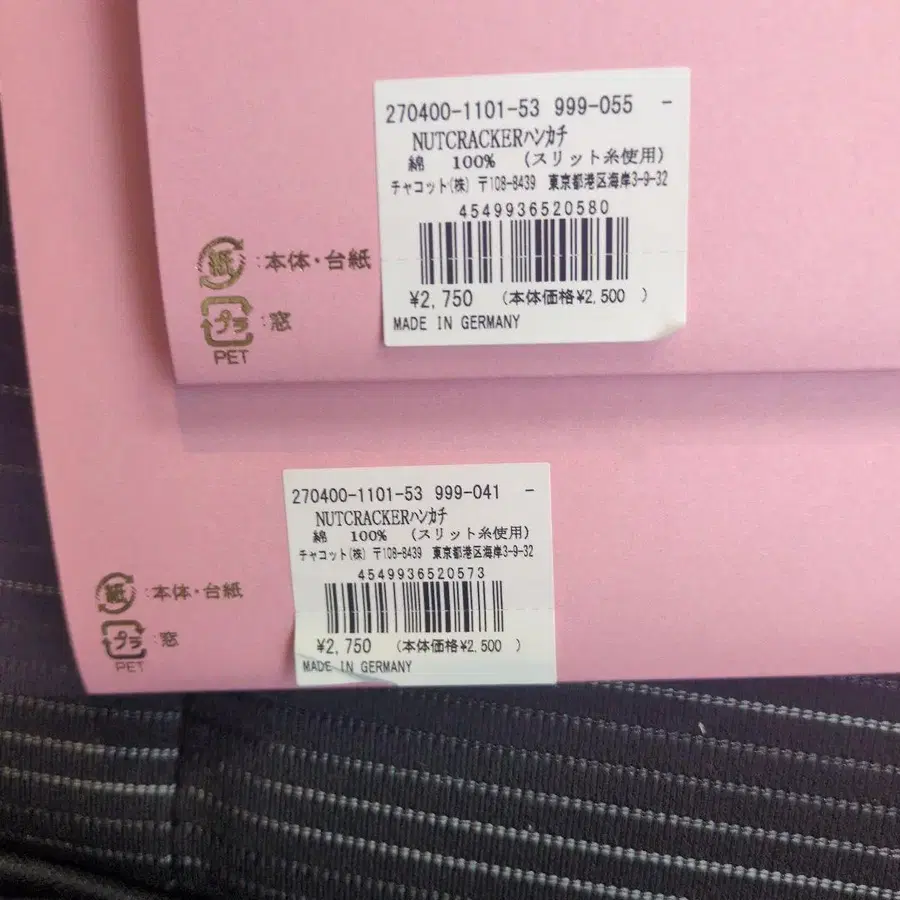 270400-1101-53 999-055 -
NUTCRACKERハンカチ
綿 100% (スリット糸使用)
チャコット(株) 〒108-8439 東京都港区海岸3-9-32
4549936520580
¥2,750 (本体価格¥2,500 )
MADE IN GERMANY
紙 :本体・台紙
プラ :窓
PET
270400-1101-53 999-041 -
NUTCRACKERハンカチ
綿 100% (スリット糸使用)
チャコット(株) 〒108-8439 東京都港区海岸3-9-32
4549936520573
¥2,750 (本体価格¥2,500 )
MADE IN GERMANY
紙 :本体・台紙
プラ :窓
PET